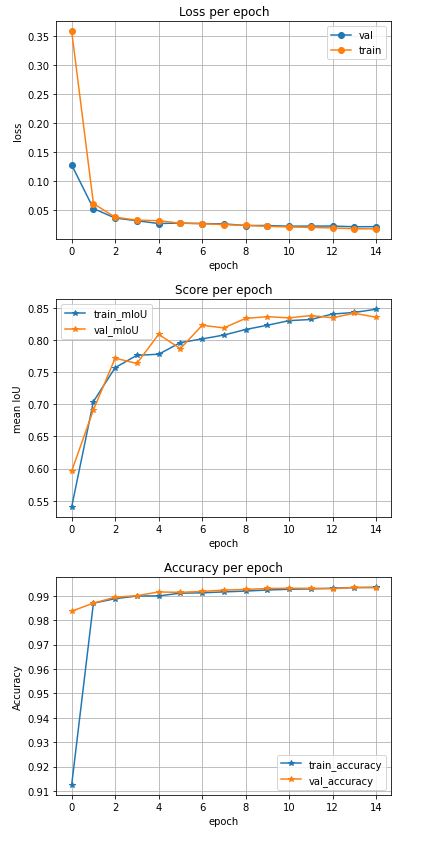 Loss per epoch
0.35
0.30
0.25
0.20
0.15
0.10
0.05
loss
val
train
0 2 4 6 8 10 12 14
epoch
Score per epoch
0.85
0.80
0.75
0.70
0.65
0.60
0.55
mean IoU
train_mIoU
val_mIoU
0 2 4 6 8 10 12 14
epoch
Accuracy per epoch
0.99
0.98
0.97
0.96
0.95
0.94
0.93
0.92
0.91
Accuracy
train_accuracy
val_accuracy
0 2 4 6 8 10 12 14
epoch